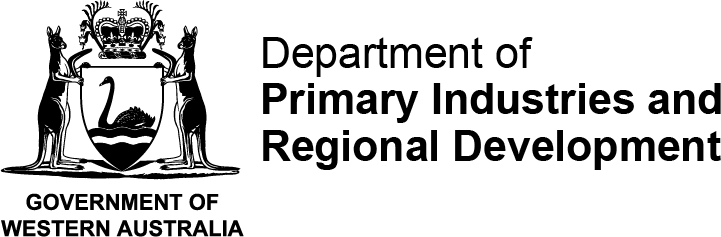 Department of
Primary Industries and
Regional Development
GOVERNMENT OF
WESTERN AUSTRALIA